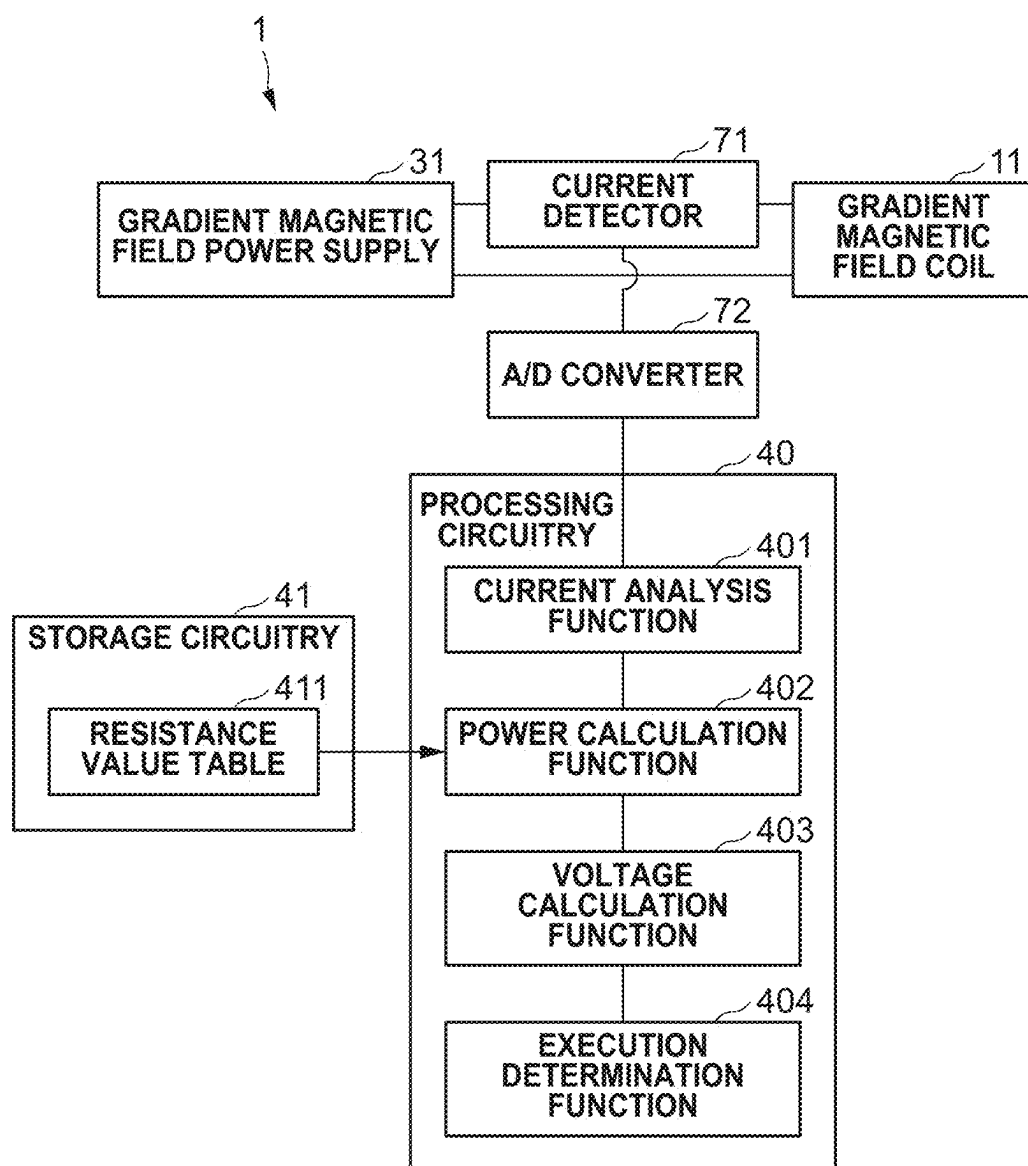 1
31
71
11
GRADIENT MAGNETIC
FIELD POWER SUPPLY
CURRENT
DETECTOR
GRADIENT
MAGNETIC
FIELD COIL
72
A/D CONVERTER
40
PROCESSING
CIRCUITRY
401
CURRENT ANALYSIS
FUNCTION
41
STORAGE CIRCUITRY
411
RESISTANCE
VALUE TABLE
402
POWER CALCULATION
FUNCTION
403
VOLTAGE
CALCULATION
FUNCTION
404
EXECUTION
DETERMINATION
FUNCTION